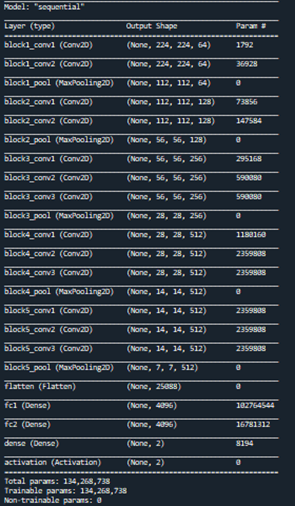 Model: "sequential"
Layer (type) Output Shape Param #
block1_conv1 (Conv2D) (None, 224, 224, 64) 1792
block1_conv2 (Conv2D) (None, 224, 224, 64) 36928
block1_pool (MaxPooling2D) (None, 112, 112, 64) 0
block2_conv1 (Conv2D) (None, 112, 112, 128) 73856
block2_conv2 (Conv2D) (None, 112, 112, 128) 147584
block2_pool (MaxPooling2D) (None, 56, 56, 128) 0
block3_conv1 (Conv2D) (None, 56, 56, 256) 295168
block3_conv2 (Conv2D) (None, 56, 56, 256) 590080
block3_conv3 (Conv2D) (None, 56, 56, 256) 590080
block3_pool (MaxPooling2D) (None, 28, 28, 256) 0
block4_conv1 (Conv2D) (None, 28, 28, 512) 1180160
block4_conv2 (Conv2D) (None, 28, 28, 512) 2359808
block4_conv3 (Conv2D) (None, 28, 28, 512) 2359808
block4_pool (MaxPooling2D) (None, 14, 14, 512) 0
block5_conv1 (Conv2D) (None, 14, 14, 512) 2359808
block5_conv2 (Conv2D) (None, 14, 14, 512) 2359808
block5_conv3 (Conv2D) (None, 14, 14, 512) 2359808
block5_pool (MaxPooling2D) (None, 7, 7, 512) 0
flatten (Flatten) (None, 25088) 0
fc1 (Dense) (None, 4096) 102764544
fc2 (Dense) (None, 4096) 16781312
dense (Dense) (None, 2) 8194
activation (Activation) (None, 2) 0
Total params: 134,268,738
Trainable params: 134,268,738
Non-trainable params: 0